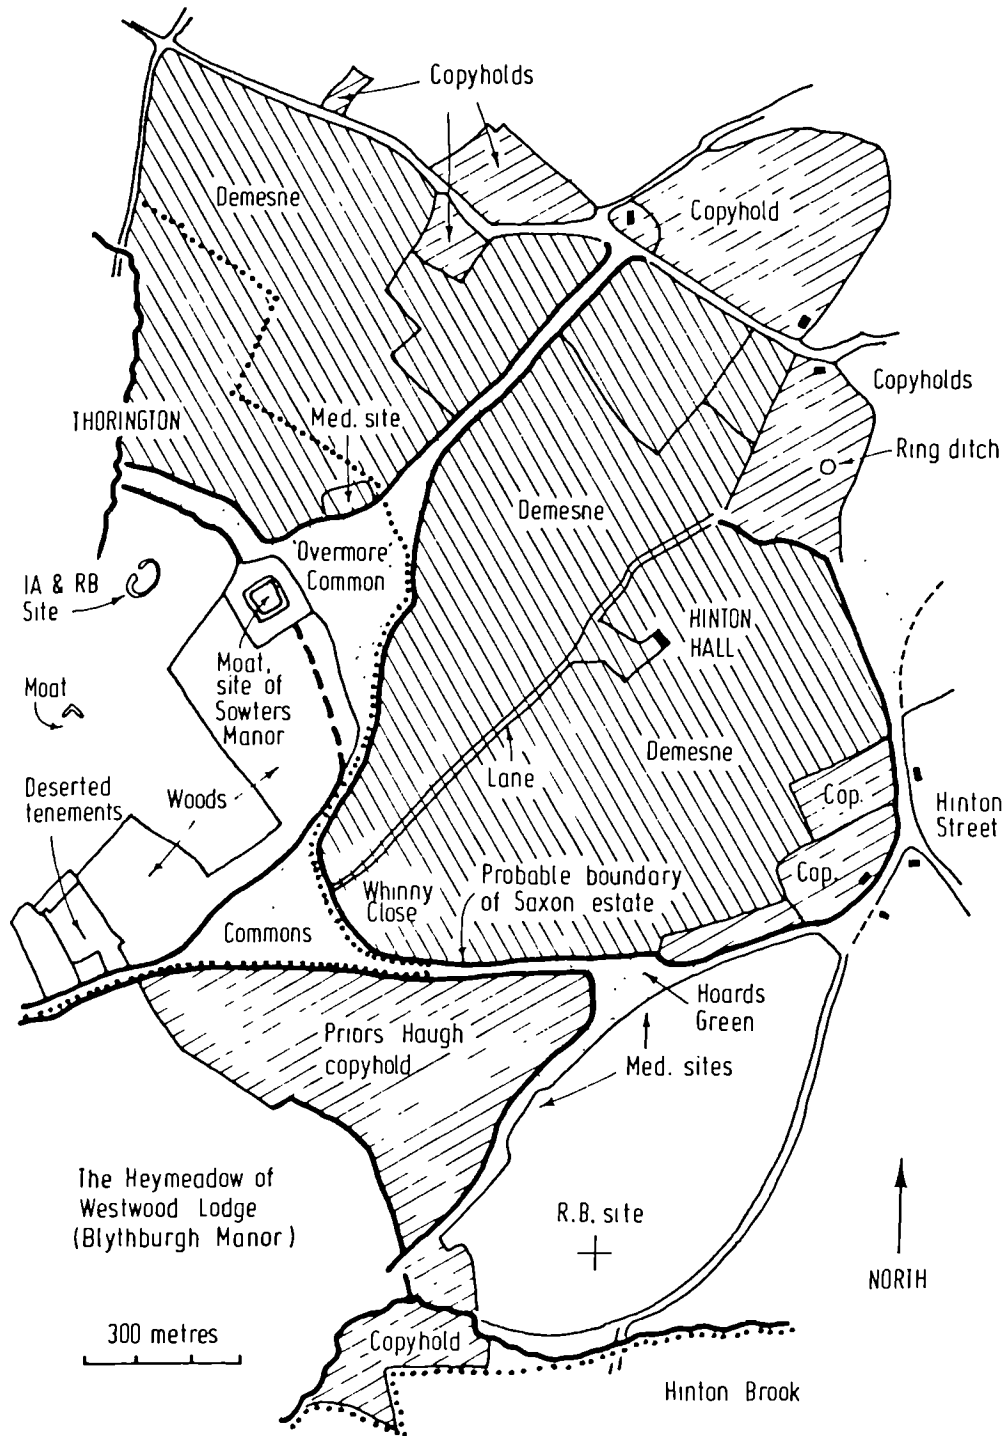 Copyholds
Demesne
Copyhold
THORINGTON
Med. site
Copyholds
Ring ditch
Demesne
'Overmore'
Common
IA & RB
Site
HINTON
HALL
Moat
Moat,
site of
Sowters
Manor
Deserted
tenements
Woods
Lane
Demesne
Cop.
Hinton
Street
Cop.
Whinny
Close
Probable boundary
of Saxon estate
Commons
Hoards
Green
Priors Haugh
copyhold
Med. sites
The Heymeadow of
Westwood Lodge
(Blythburgh Manor)
R.B. site
NORTH
300 metres
Copyhold
Hinton Brook